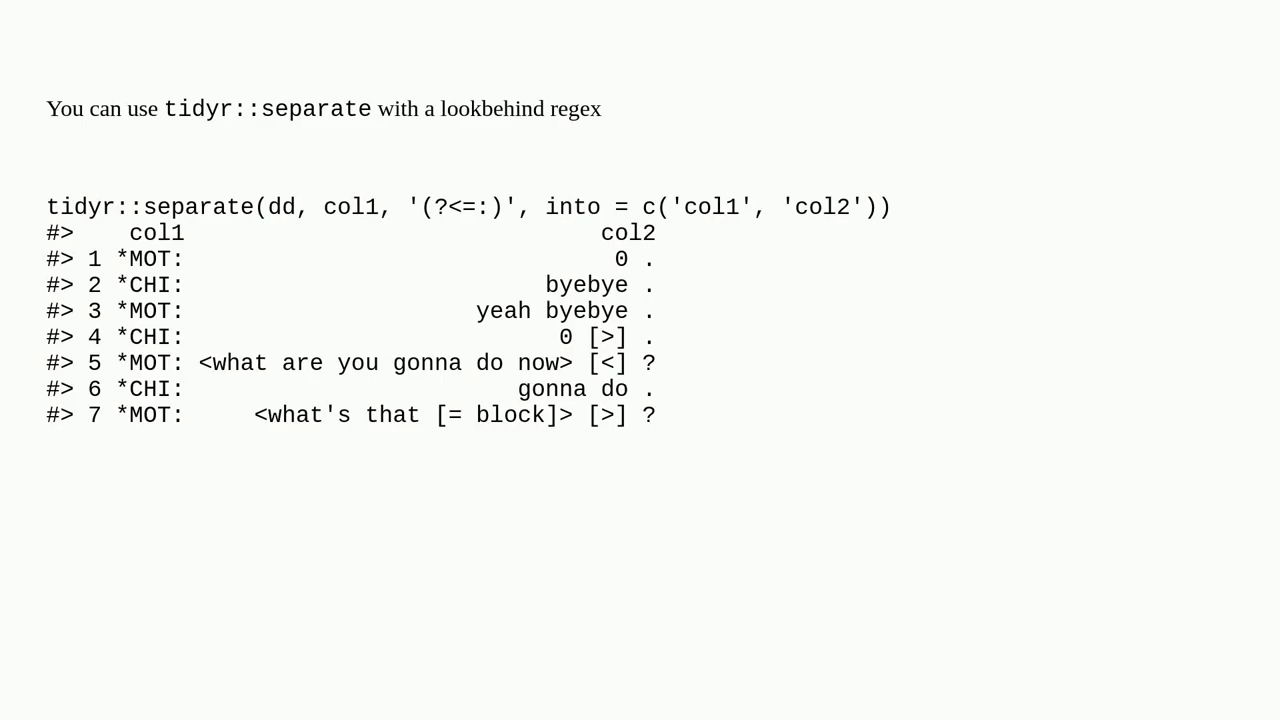 You can use tidyr::separate with a lookbehind regex
tidyr::separate(dd, col1, '(?<=:)', into = c('col1', 'col2'))
#>    col1                              col2
#> 1 *MOT:                               0 .
#> 2 *CHI:                          byebye .
#> 3 *MOT:                     yeah byebye .
#> 4 *CHI:                           0 [>] .
#> 5 *MOT: <what are you gonna do now> [<] ?
#> 6 *CHI:                        gonna do .
#> 7 *MOT:     <what's that [= block]> [>] ?